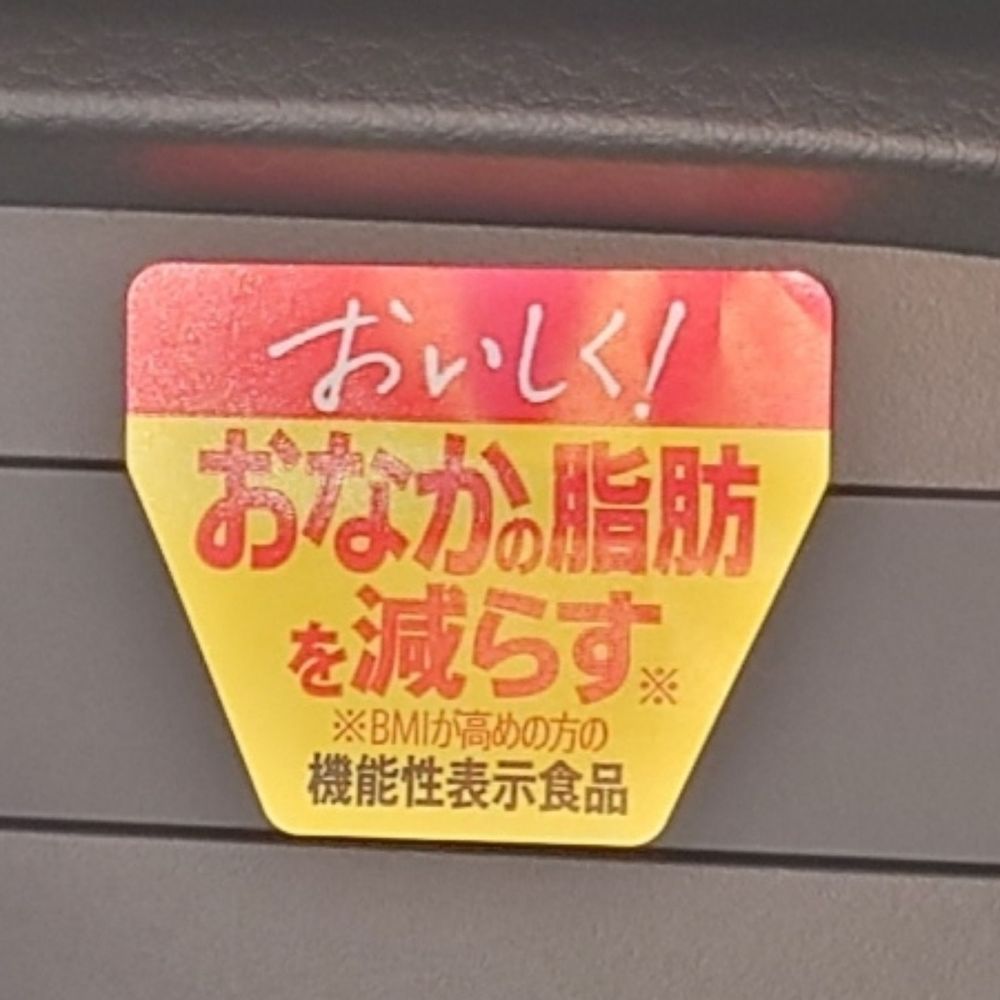 おいしく!
おなかの脂肪
を減らす※
※BMIが高めの方の
機能性表示食品